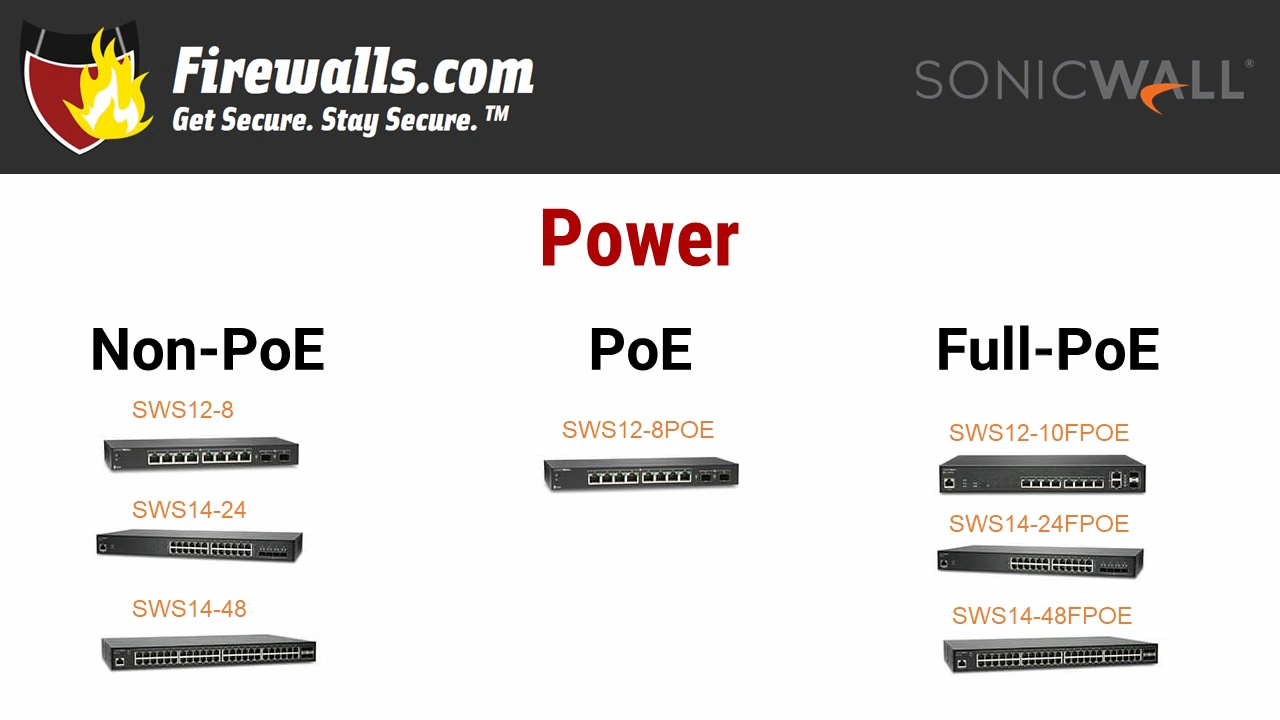 Firewalls.com
Get Secure. Stay Secure.™
SONICWALL®
Power
Non-PoE
PoE
Full-PoE
SWS12-8
SWS14-24
SWS14-48
SWS12-8POE
SWS12-10FPOE
SWS14-24FPOE
SWS14-48FPOE